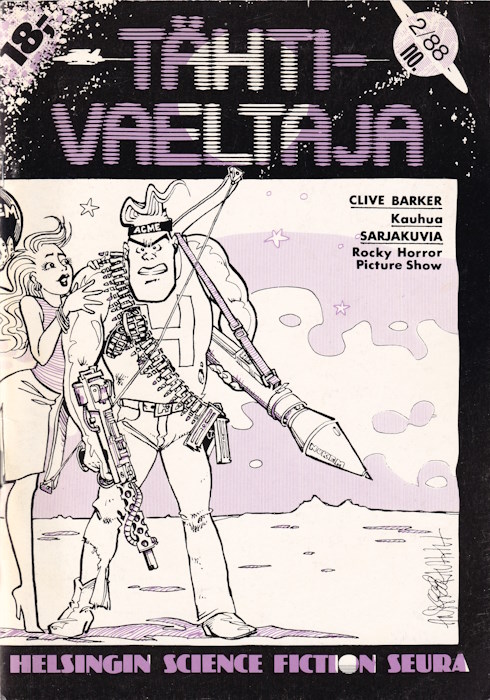 18,-
TÄHTI-
VAELTAJA
2/88
NO.
CLIVE BARKER
Kauhua
SARJAKUVIA
Rocky Horror
Picture Show
ACME
H
HELSINGIN SCIENCE FICTION SEURA